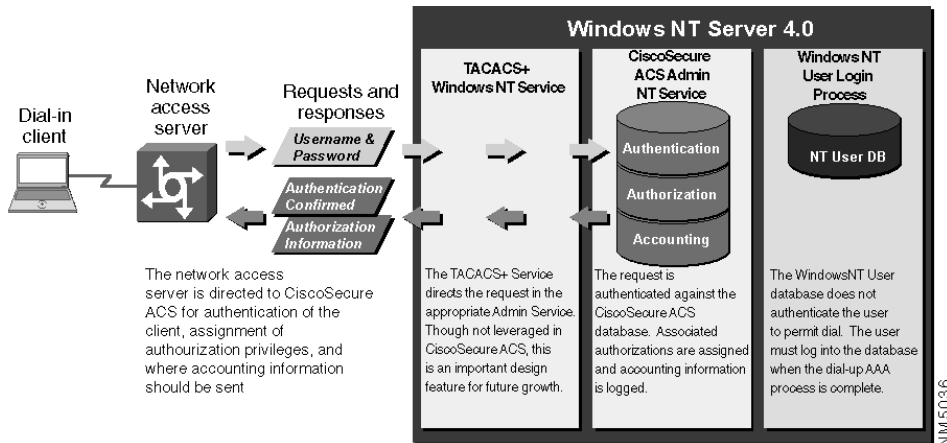 Windows NT Server 4.0
Dial-in
client
Network
access
server
Requests and
responses
Username &
Password
Authentication
Confirmed
Authorization
Information
The network access
server is directed to CiscoSecure
ACS for authentication of the
client, assignment of
authourization privileges, and
where accounting information
should be sent
TACACS+
Windows NT Service
The TACACS+ Service
directs the request in the
appropriate Admin Service.
Though not leveraged in
CiscoSecure ACS, this
is an important design
feature for future growth.
CiscoSecure
ACS Admin
NT Service
Authentication
Authorization
Accounting
The request is
authenticated against the
CiscoSecure ACS
database. Associated
authorizations are assigned
and accounting information
is logged.
Windows NT
User Login
Process
NT User DB
The WindowsNT User
database does not
authenticate the user
to permit dial. The user
must log into the database
when the dial-up AAA
process is complete.
NM5036